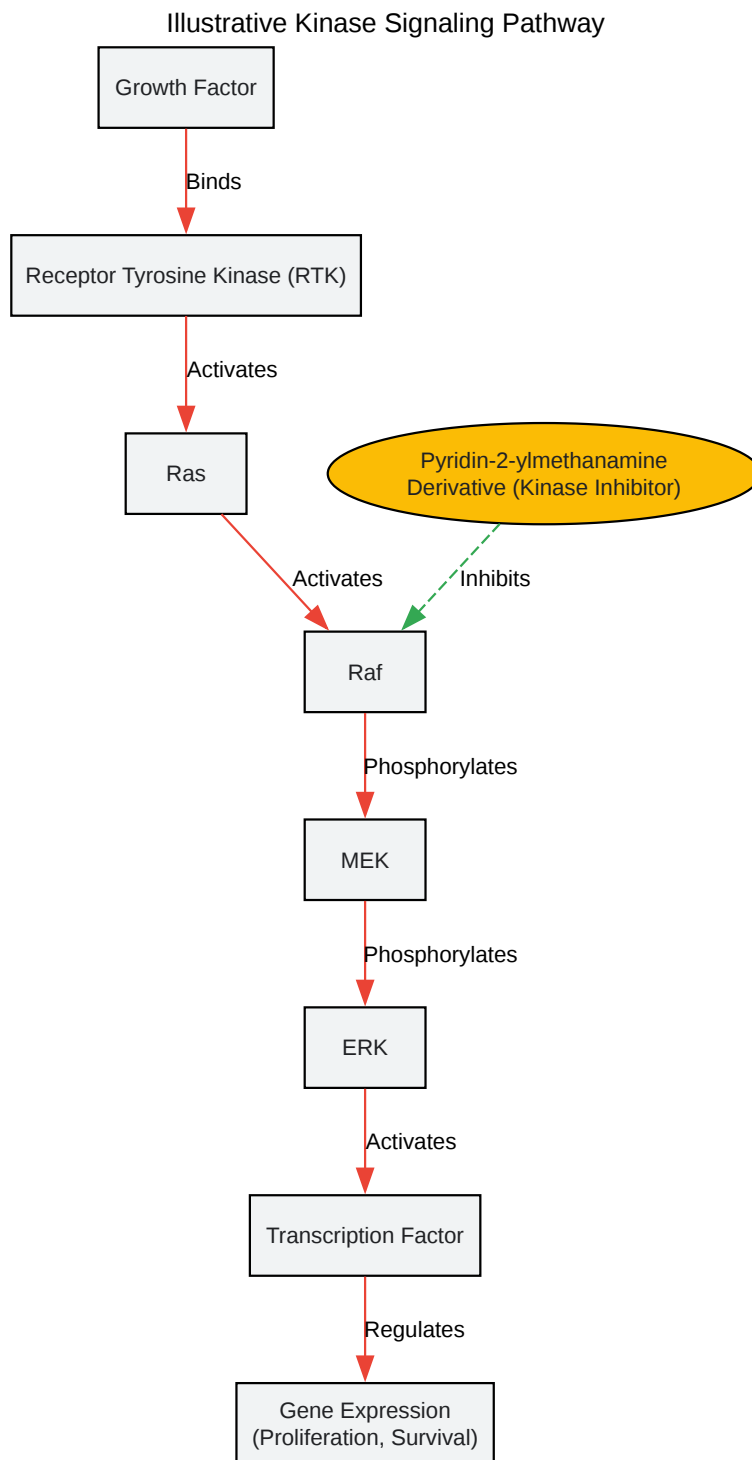 Illustrative Kinase Signaling Pathway
Growth Factor
Binds
Receptor Tyrosine Kinase (RTK)
Activates
Ras
Pyridin-2-ylmethanamine
Derivative (Kinase Inhibitor)
Activates
Inhibits
Raf
Phosphorylates
MEK
Phosphorylates
ERK
Activates
Transcription Factor
Regulates
Gene Expression
(Proliferation, Survival)